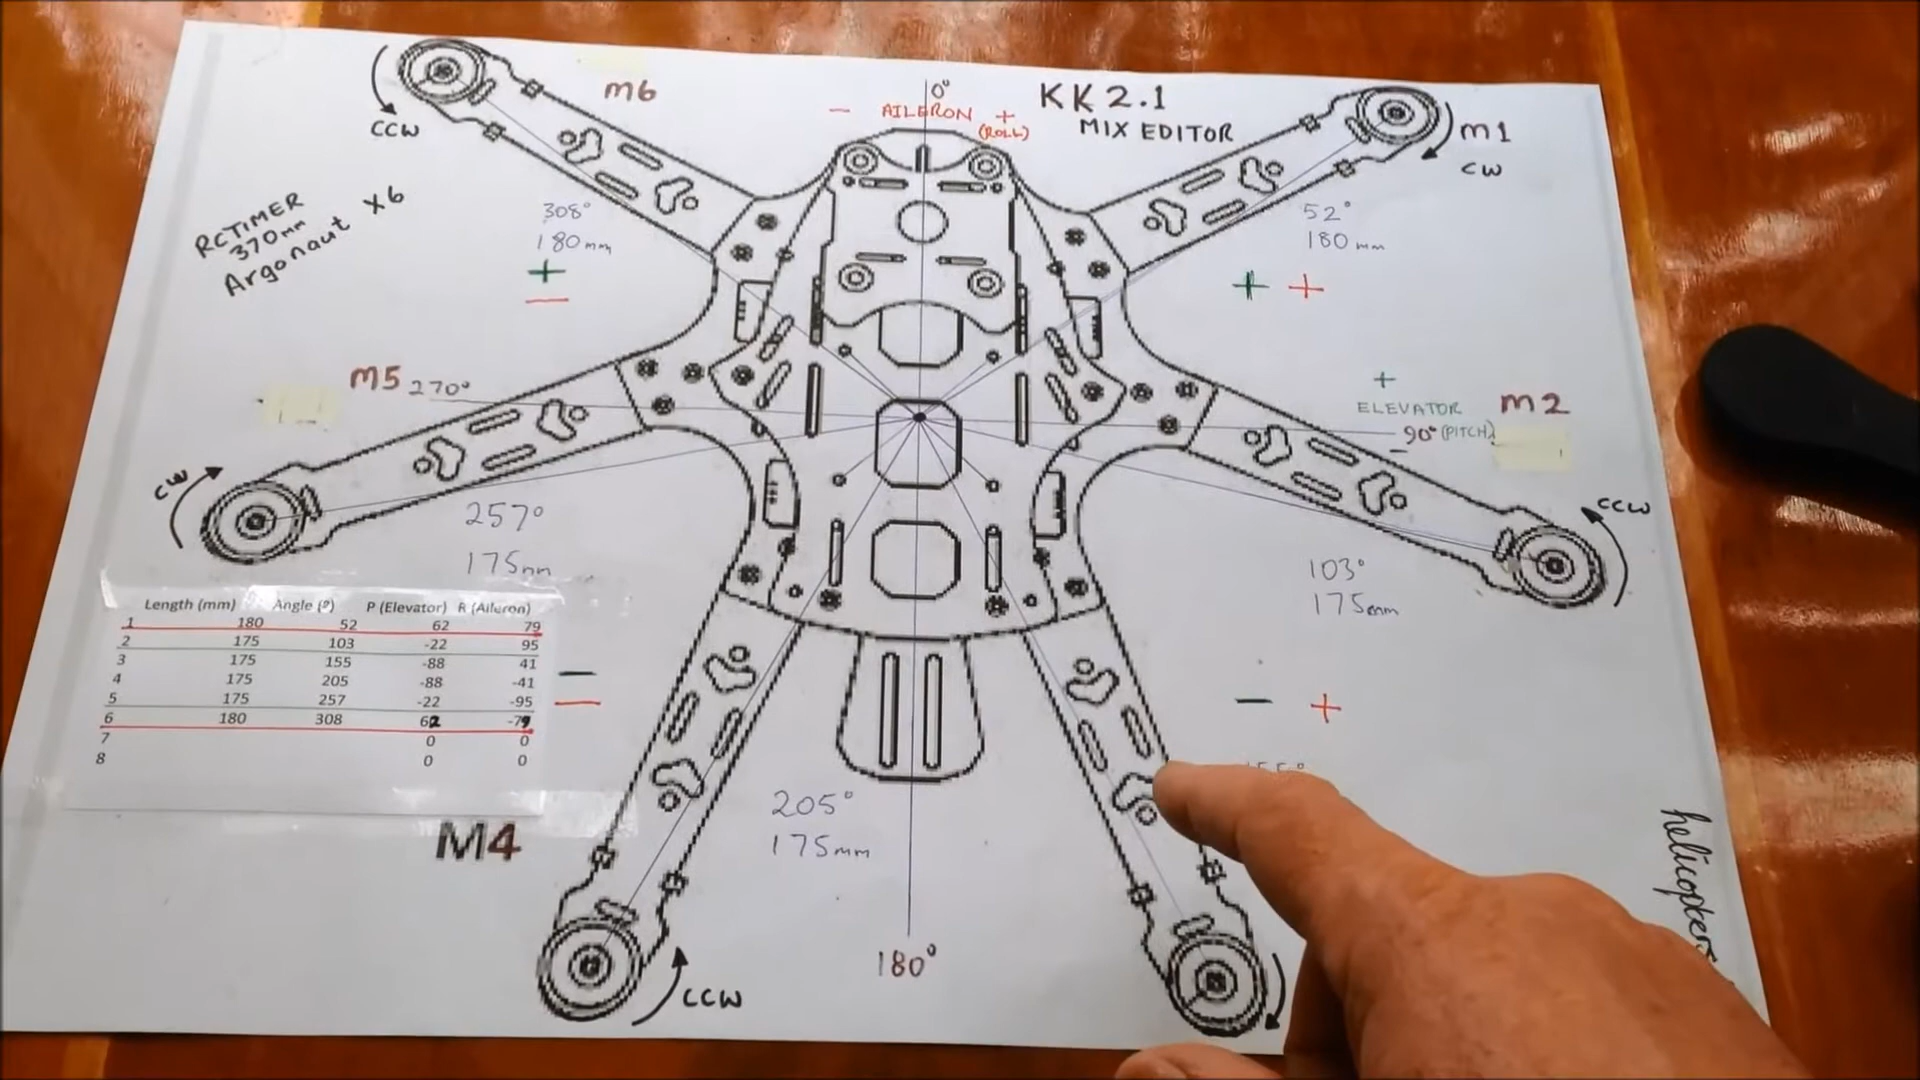 0°
m6
KK2.1
- AILERON +
(ROLL)
MIX EDITOR
m1
CCW
CW
RCTIMER
370mm
Argonaut X6
308°
180mm
+
-
52°
180mm
+ +
m5 270°
+
ELEVATOR
m2
90° (PITCH)
-
CW
CCW
257°
175mm
103°
175mm
Length (mm) Angle (º) P (Elevator) R (Aileron)
1 180 52 62 79
2 175 103 -22 95
3 175 155 -88 41
4 175 205 -88 -41
5 175 257 -22 -95
6 180 308 62 -79
7 0 0
8 0 0
-
-
- +
205°
175mm
M4
180°
CCW
helicopters